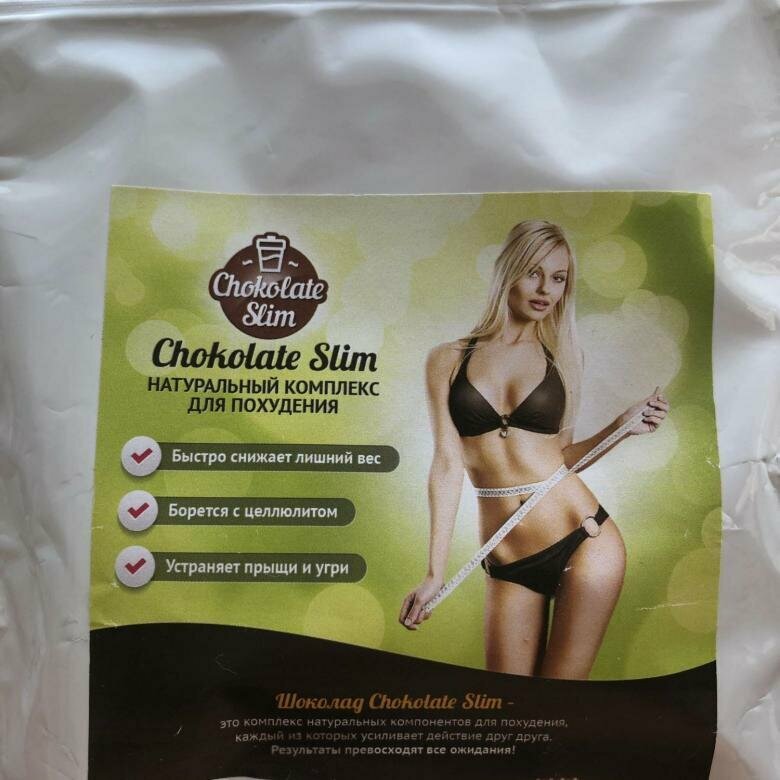 Chokolate
Slim
Chokolate Slim
НАТУРАЛЬНЫЙ КОМПЛЕКС
ДЛЯ ПОХУДЕНИЯ
Быстро снижает лишний вес
Борется с целлюлитом
Устраняет прыщи и угри
Шоколад Chokolate Slim –
это комплекс натуральных компонентов для похудения,
каждый из которых усиливает действие друг друга.
Результаты превосходят все ожидания!